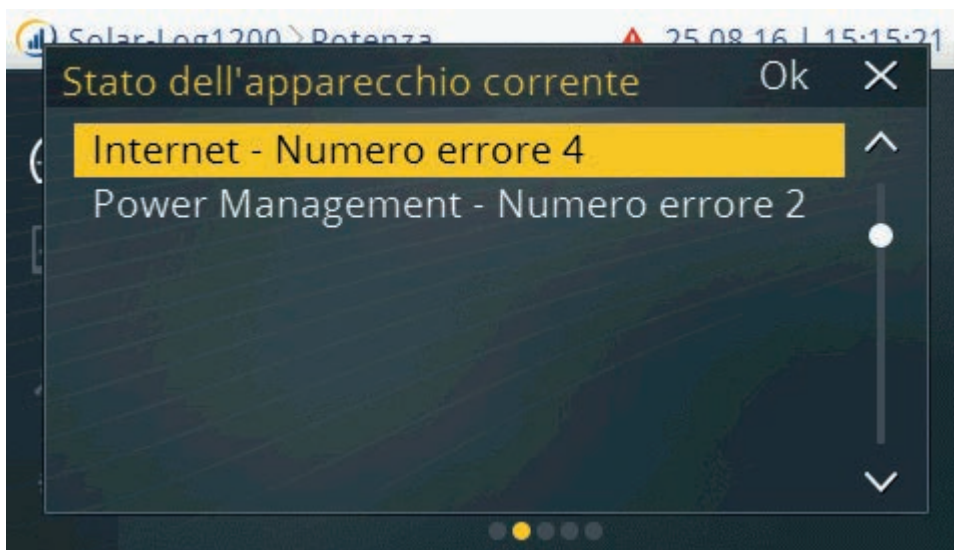 Solar-Log1200 > Potenza 25.08.16 | 15:15:21
Stato dell'apparecchio corrente Ok
Internet - Numero errore 4
Power Management - Numero errore 2